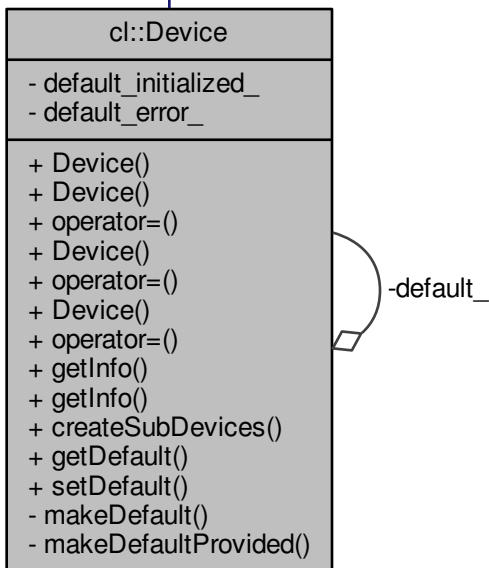 cl::Device
- default_initialized_
- default_error_
+ Device()
+ Device()
+ operator=()
+ Device()
+ operator=()
+ Device()
+ operator=()
+ getInfo()
+ getInfo()
+ createSubDevices()
+ getDefault()
+ setDefault()
- makeDefault()
- makeDefaultProvided()
-default_